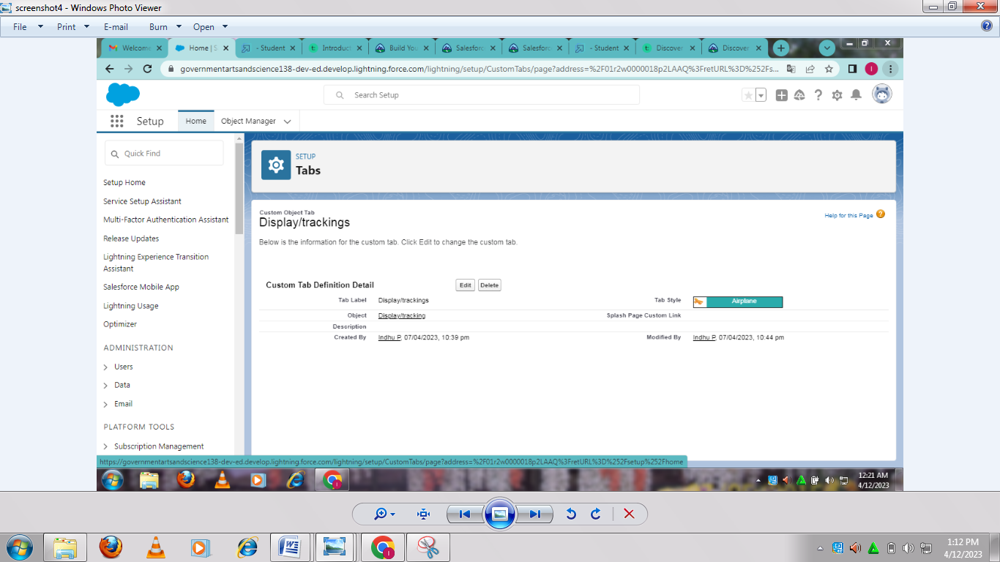 screenshot4 - Windows Photo Viewer
File Print E-mail Burn Open
Welcome Home | S - Student Introduct Build You Salesforc Salesforc - Student Discover Discover
governmentartsandscience138-dev-ed.develop.lightning.force.com/lightning/setup/CustomTabs/page?address=%2F01r2w0000018p2LAAQ%3FretURL%3D%252Fs...
Search Setup
Setup Home Object Manager
Quick Find
SETUP
Tabs
Setup Home
Service Setup Assistant
Multi-Factor Authentication Assistant
Release Updates
Lightning Experience Transition
Assistant
Salesforce Mobile App
Lightning Usage
Optimizer
ADMINISTRATION
Users
Data
Email
PLATFORM TOOLS
Subscription Management
Custom Object Tab
Display/trackings
Help for this Page
Below is the information for the custom tab. Click Edit to change the custom tab.
Custom Tab Definition Detail Edit Delete
Tab Label Display/trackings Tab Style Airplane
Object Display/tracking Splash Page Custom Link
Description
Created By Indhu P, 07/04/2023, 10:39 pm Modified By Indhu P, 07/04/2023, 10:44 pm
https://governmentartsandscience138-dev-ed.develop.lightning.force.com/lightning/setup/CustomTabs/page?address=%2F01r2w0000018p2LAAQ%3FretURL%3D%252Fsetup%252Fhome
12:21 AM
4/12/2023
1:12 PM
4/12/2023